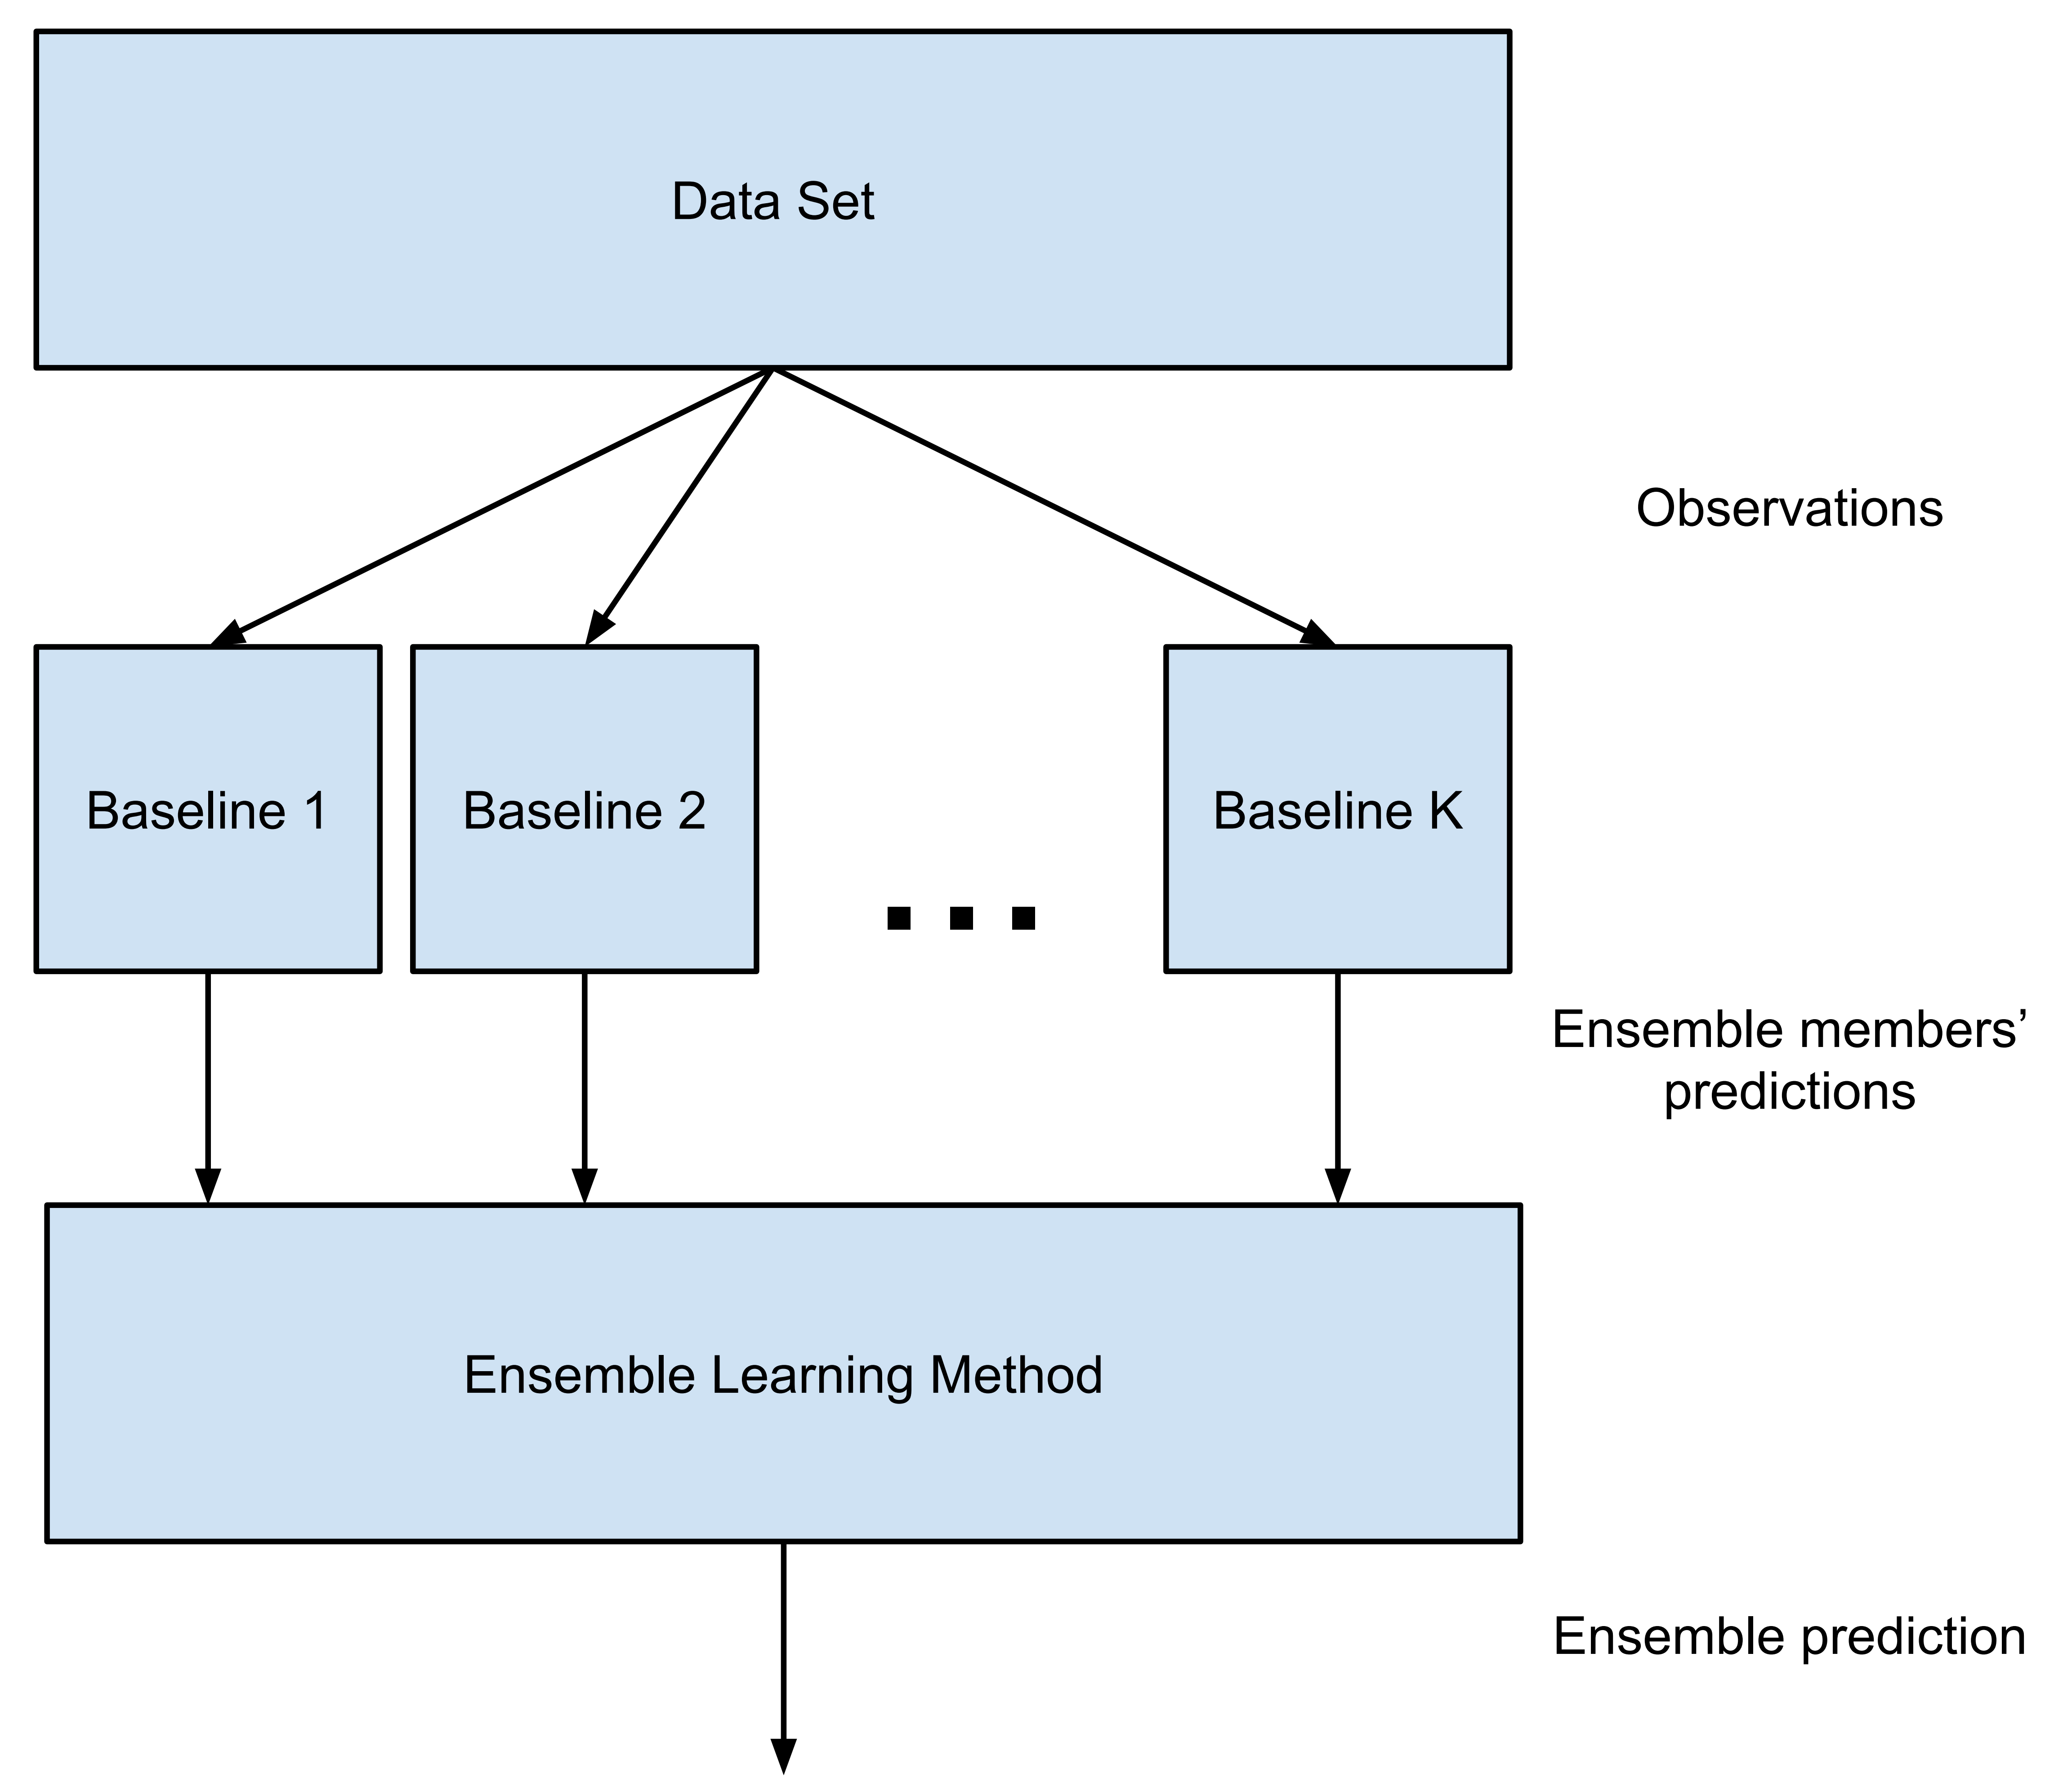 Data Set
Observations
Baseline 1
Baseline 2
Baseline K
Ensemble members’
predictions
Ensemble Learning Method
Ensemble prediction